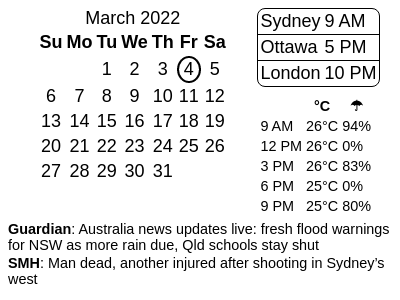 March 2022
Su Mo Tu We Th Fr Sa
1 2 3 4 5
6 7 8 9 10 11 12
13 14 15 16 17 18 19
20 21 22 23 24 25 26
27 28 29 30 31
Sydney 9 AM
Ottawa 5 PM
London 10 PM
°C ☂
9 AM 26°C 94%
12 PM 26°C 0%
3 PM 26°C 83%
6 PM 25°C 0%
9 PM 25°C 80%
Guardian: Australia news updates live: fresh flood warnings
for NSW as more rain due, Qld schools stay shut
SMH: Man dead, another injured after shooting in Sydney’s
west